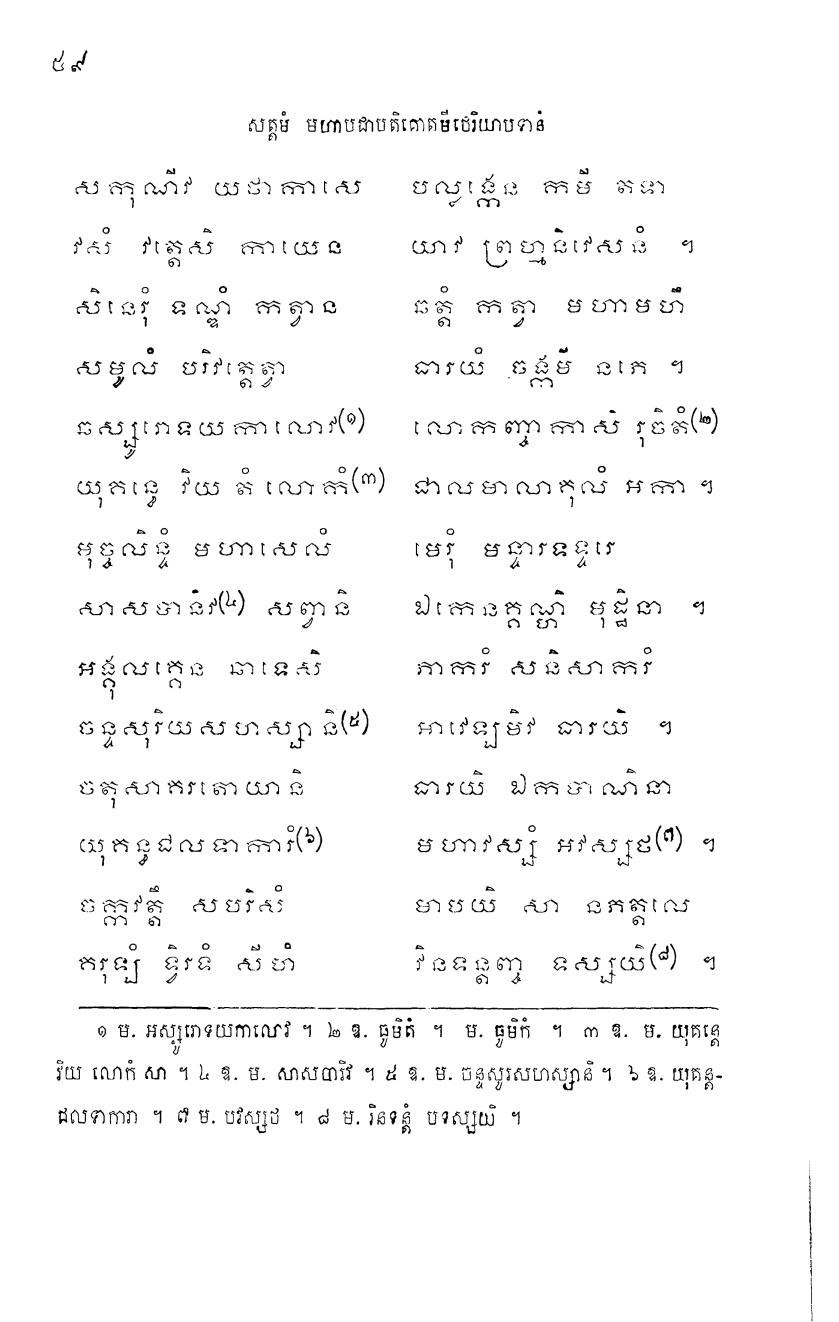 ៥៩
សត្តមំ មហាបជាបតិគោតមីថេរិយាបទានំ
សកុណីវ យថាកាសេ បល្លង្កេន កមី តទា
វសំ វត្តេសិ កាយេន យាវ ព្រហ្មនិវេសនំ ។
សិនេរុំ ទណ្ឌំ កត្វាន ឆត្តំ កត្វា មហាមហឹ
សមូលំ បរិវត្តេត្វា ធារយំ ចង្កមី នភេ ។
ឆស្សូរោទយកាលេវ(១) លោកញ្ចាកាសិ រុចិតំ(២)
យុគន្ធេ វិយ តំ លោកំ(៣) ជាលមាលាកុលំ អកា ។
មុច្ចលិន្ទំ មហាសេលំ មេរុំ មន្ទារទទ្ទរេ
សាសបានិវ(៤) សព្វានិ ឯកេនគ្គណ្ហិ មុដ្ឋិនា ។
អង្គុលគ្គេន ឆាទេសិ ភាករំ សនិសាករំ
ចន្ទសុរិយសហស្សានិ(៥) អាវេឡមិវ ធារយិ ។
ចតុសាគរតោយានិ ធារយិ ឯកបាណិនា
យុគន្ធជលទាការំ(៦) មហាវស្សំ អវស្សថ(៧) ។
ចក្កវត្តឹ សបរិសំ មាបយិ សា នភត្តលេ
គរុឡំ ទ្វិរទំ សីហំ វិនទន្តញ្ច ទស្សយិ(៨) ។
១ ម. អស្សូរោទយកាលេវ ។ ២ ឱ. ធូមិតំ ។ ម. ធូមិកំ ។ ៣ ឱ. ម. យុគន្តេ
វិយ លោកំ សា ។ ៤ ឱ. ម. សាសបារិវ ។ ៥ ឱ. ម. ចន្ទសូរសហស្សានិ ។ ៦ ឱ. យុគន្ត-
ជលទាការា ។ ៧ ម. បវស្សថ ។ ៨ ម. វិនទន្តំ បទស្សយិ ។